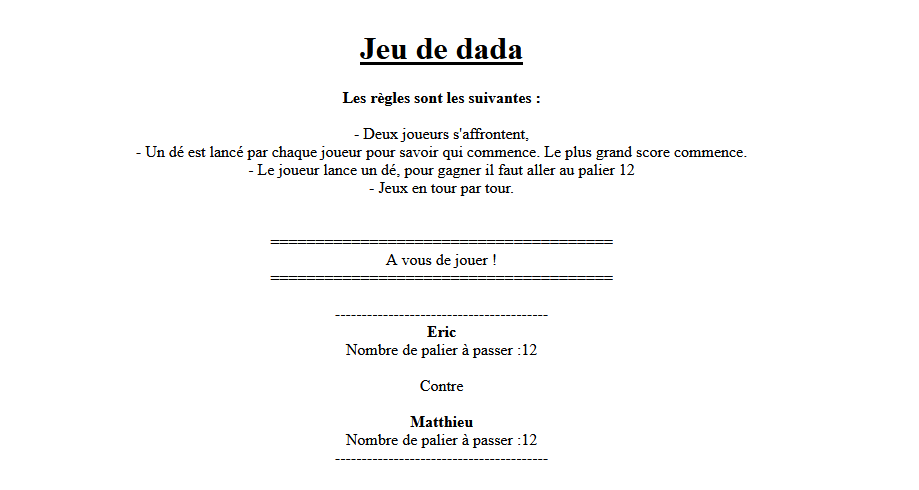 Jeu de dada
Les règles sont les suivantes :
- Deux joueurs s'affrontent,
- Un dé est lancé par chaque joueur pour savoir qui commence. Le plus grand score commence.
- Le joueur lance un dé, pour gagner il faut aller au palier 12
- Jeux en tour par tour.
======================================
A vous de jouer !
======================================
----------------------------------------
Eric
Nombre de palier à passer :12
Contre
Matthieu
Nombre de palier à passer :12
----------------------------------------